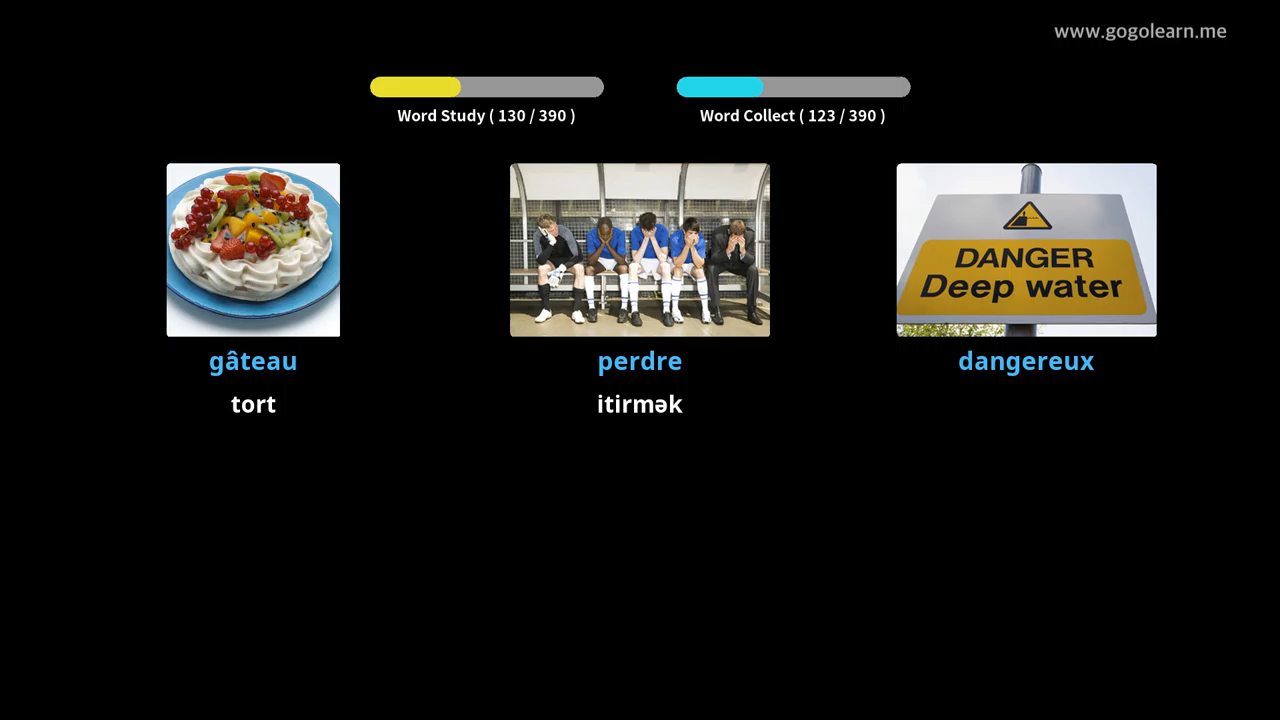 www.gogolearn.me
Word Study ( 130 / 390 )
Word Collect ( 123 / 390 )
DANGER
Deep water
gâteau
perdre
dangereux
tort
itirmək